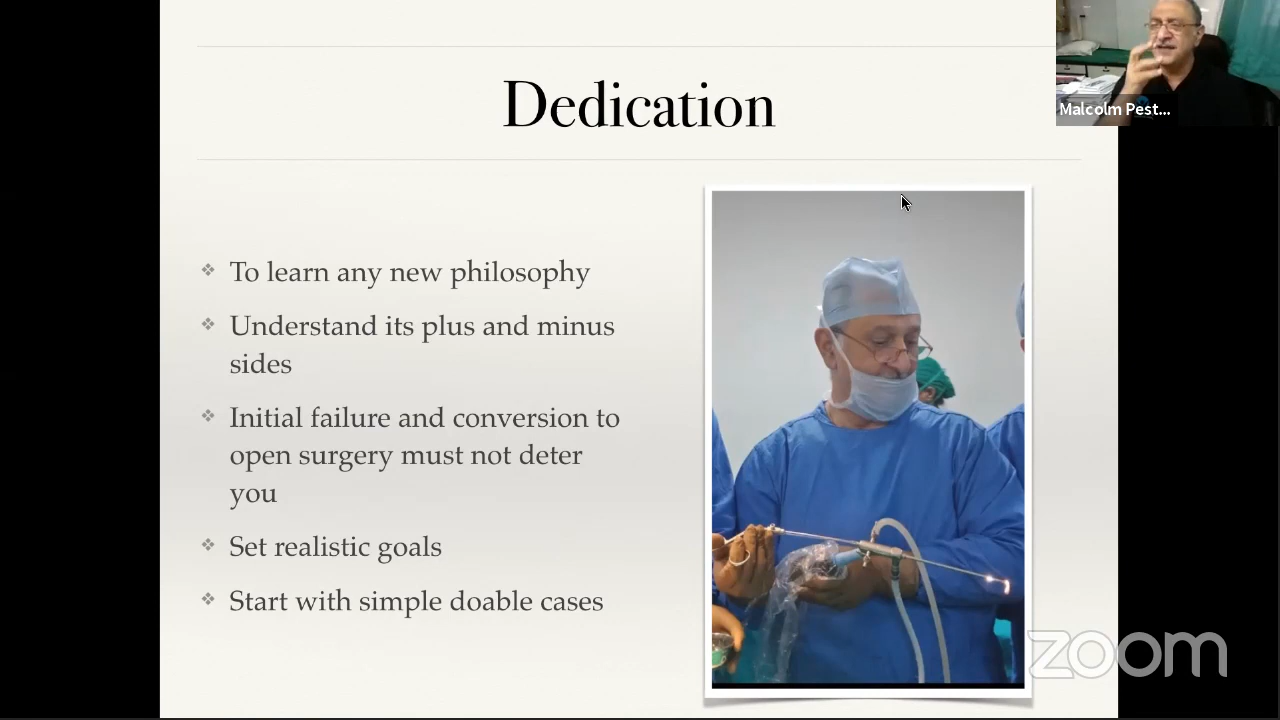 Dedication
Malcolm Pest...
To learn any new philosophy
Understand its plus and minus
sides
Initial failure and conversion to
open surgery must not deter
you
Set realistic goals
Start with simple doable cases
zoom